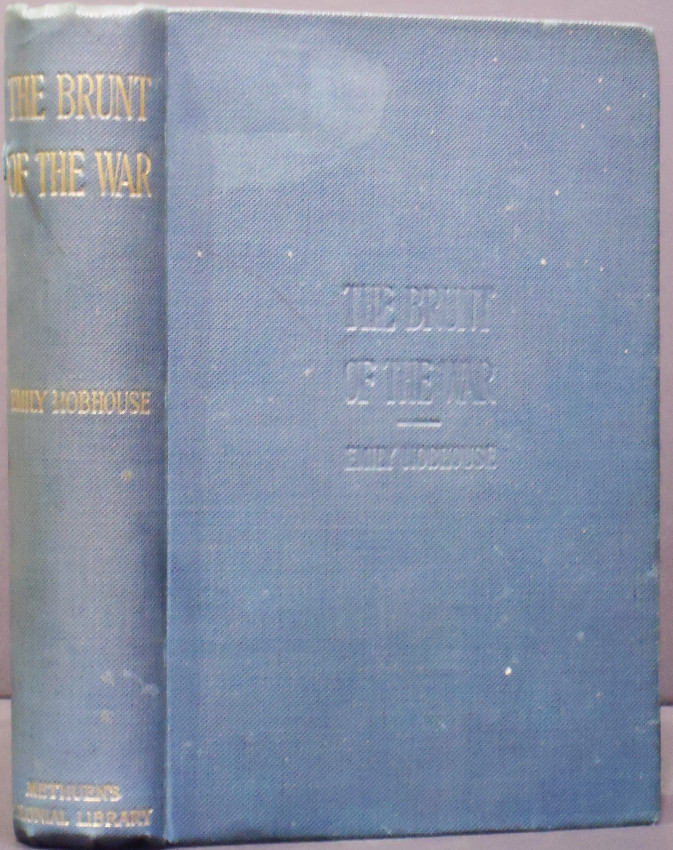 THE BRUNT
OF THE WAR
EMILY HOBHOUSE
METHUEN'S
COLONIAL LIBRARY
THE BRUNT
OF THE WAR
EMILY HOBHOUSE